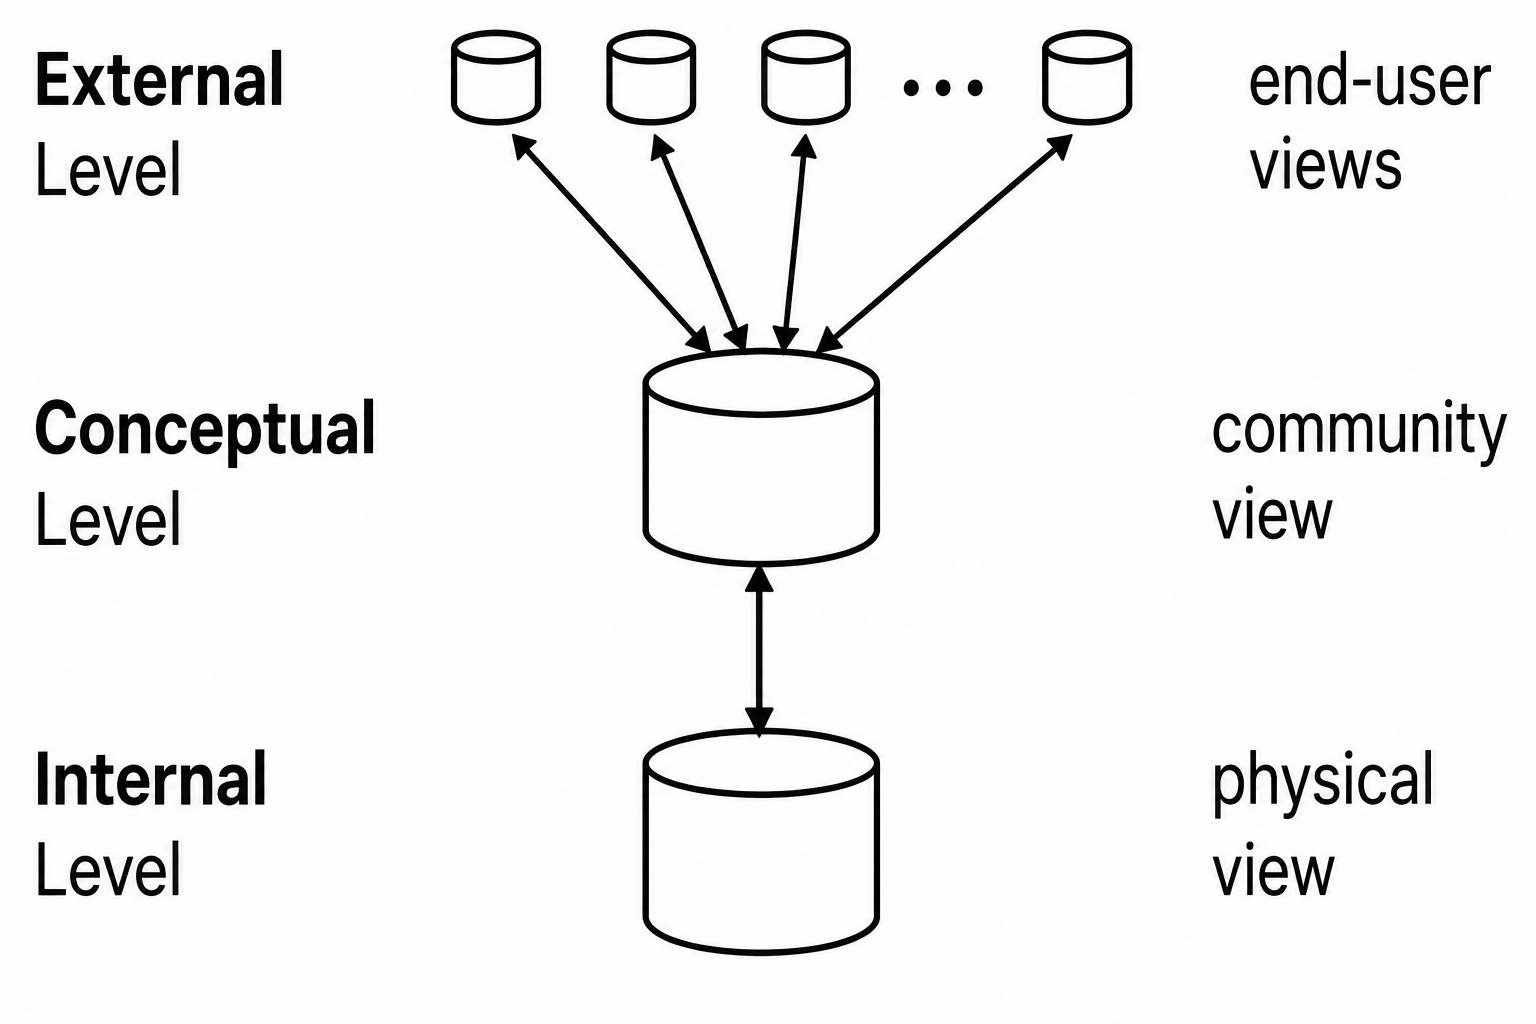 External
Level
end-user
views
Conceptual
Level
community
view
Internal
Level
physical
view